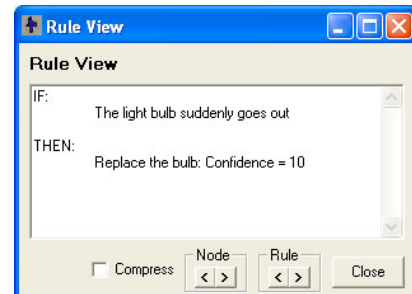 Rule View
Rule View
IF:
The light bulb suddenly goes out
THEN:
Replace the bulb: Confidence = 10
Node
Rule
Compress
< >
< >
Close